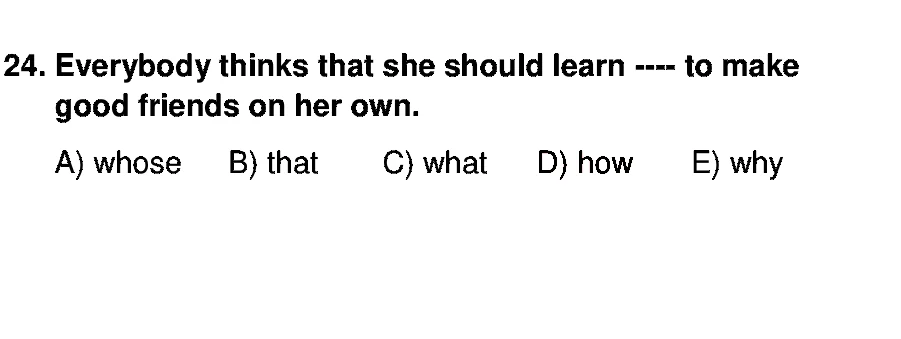 24. Everybody thinks that she should learn ---- to make
good friends on her own.
A) whose B) that C) what D) how E) why